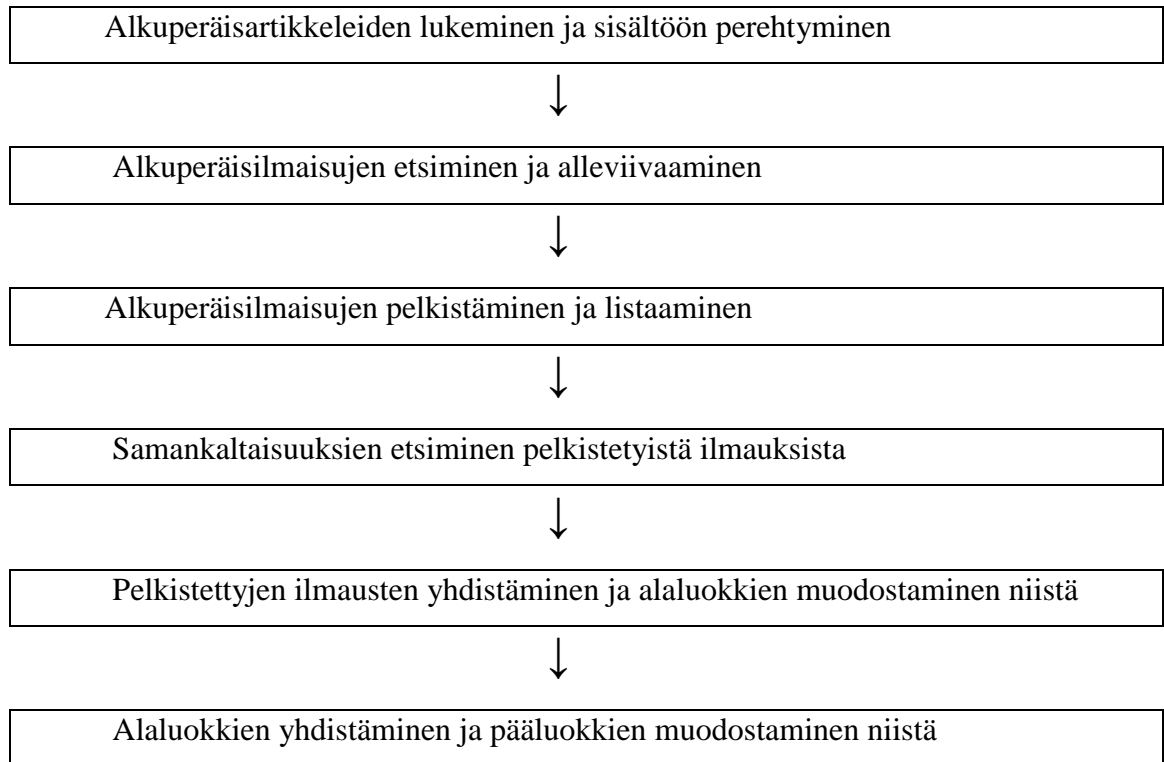 Alkuperäisartikkeleiden lukeminen ja sisältöön perehtyminen
↓
Alkuperäisilmaisujen etsiminen ja alleviivaaminen
↓
Alkuperäisilmaisujen pelkistäminen ja listaaminen
↓
Samankaltaisuuksien etsiminen pelkistetyistä ilmauksista
↓
Pelkistettyjen ilmausten yhdistäminen ja alaluokkien muodostaminen niistä
↓
Alaluokkien yhdistäminen ja pääluokkien muodostaminen niistä